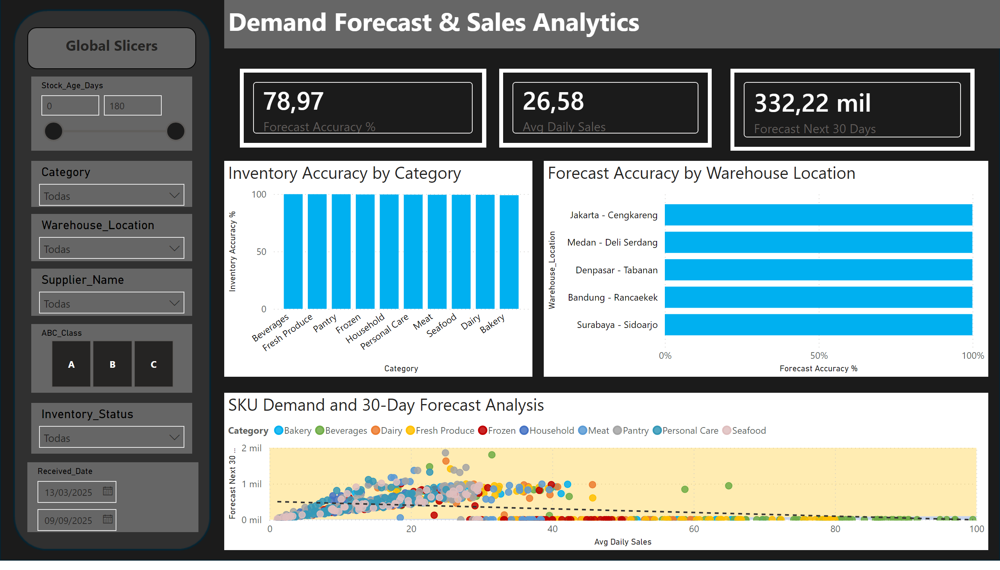 Global Slicers
Stock_Age_Days
0 180
Category
Todas
Warehouse_Location
Todas
Supplier_Name
Todas
ABC_Class
A B C
Inventory_Status
Todas
Received_Date
13/03/2025
09/09/2025
Demand Forecast & Sales Analytics
78,97
Forecast Accuracy %
26,58
Avg Daily Sales
332,22 mil
Forecast Next 30 Days
Inventory Accuracy by Category
Inventory Accuracy %
100
50
0
Beverages
Fresh Produce
Pantry
Frozen
Household
Personal Care
Meat
Seafood
Dairy
Bakery
Category
Forecast Accuracy by Warehouse Location
Warehouse_Location
Jakarta - Cengkareng
Medan - Deli Serdang
Denpasar - Tabanan
Bandung - Rancaekek
Surabaya - Sidoarjo
0% 50% 100%
Forecast Accuracy %
SKU Demand and 30-Day Forecast Analysis
Category Bakery Beverages Dairy Fresh Produce Frozen Household Meat Pantry Personal Care Seafood
Forecast Next 30 ...
2 mil
1 mil
0 mil
0 20 40 60 80 100
Avg Daily Sales